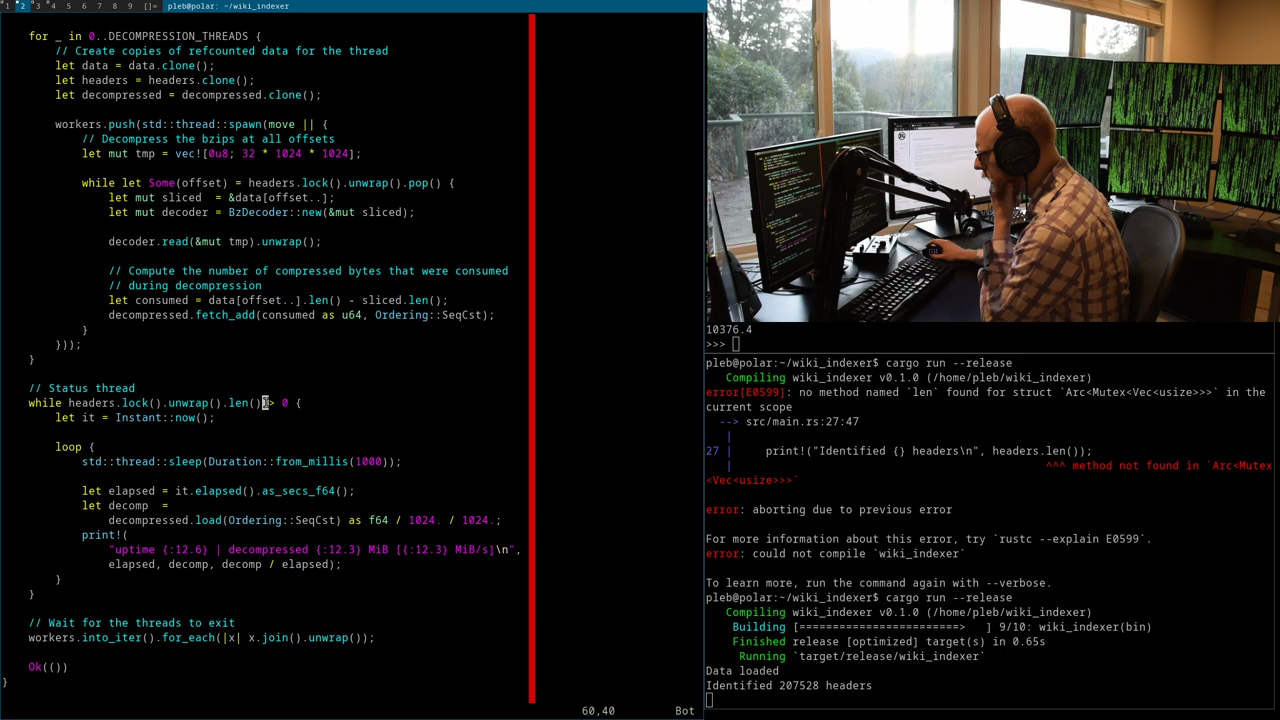 1 2 3 4 5 6 7 8 9 []= pleb@polar: ~/wiki_indexer
for _ in 0..DECOMPRESSION_THREADS {
// Create copies of refcounted data for the thread
let data = data.clone();
let headers = headers.clone();
let decompressed = decompressed.clone();
workers.push(std::thread::spawn(move || {
// Decompress the bzips at all offsets
let mut tmp = vec![0u8; 32 * 1024 * 1024];
while let Some(offset) = headers.lock().unwrap().pop() {
let mut sliced  = &data[offset..];
let mut decoder = BzDecoder::new(&mut sliced);
decoder.read(&mut tmp).unwrap();
// Compute the number of compressed bytes that were consumed
// during decompression
let consumed = data[offset..].len() - sliced.len();
decompressed.fetch_add(consumed as u64, Ordering::SeqCst);
}
}));
}
// Status thread
while headers.lock().unwrap().len() > 0 {
let it = Instant::now();
loop {
std::thread::sleep(Duration::from_millis(1000));
let elapsed = it.elapsed().as_secs_f64();
let decomp  =
decompressed.load(Ordering::SeqCst) as f64 / 1024. / 1024.;
print!(
"uptime {:12.6} | decompressed {:12.3} MiB [{:12.3} MiB/s]\n",
elapsed, decomp, decomp / elapsed);
}
}
// Wait for the threads to exit
workers.into_iter().for_each(|x| x.join().unwrap());
Ok(())
}
60,40 Bot
10376.4
>>>
pleb@polar:~/wiki_indexer$ cargo run --release
Compiling wiki_indexer v0.1.0 (/home/pleb/wiki_indexer)
error[E0599]: no method named `len` found for struct `Arc<Mutex<Vec<usize>>>` in the
current scope
--> src/main.rs:27:47
|
27 |     print!("Identified {} headers\n", headers.len());
| ^^^ method not found in `Arc<Mutex
<Vec<usize>>>`
error: aborting due to previous error
For more information about this error, try `rustc --explain E0599`.
error: could not compile `wiki_indexer`
To learn more, run the command again with --verbose.
pleb@polar:~/wiki_indexer$ cargo run --release
Compiling wiki_indexer v0.1.0 (/home/pleb/wiki_indexer)
Building [========================>   ] 9/10: wiki_indexer(bin)
Finished release [optimized] target(s) in 0.65s
Running `target/release/wiki_indexer`
Data loaded
Identified 207528 headers